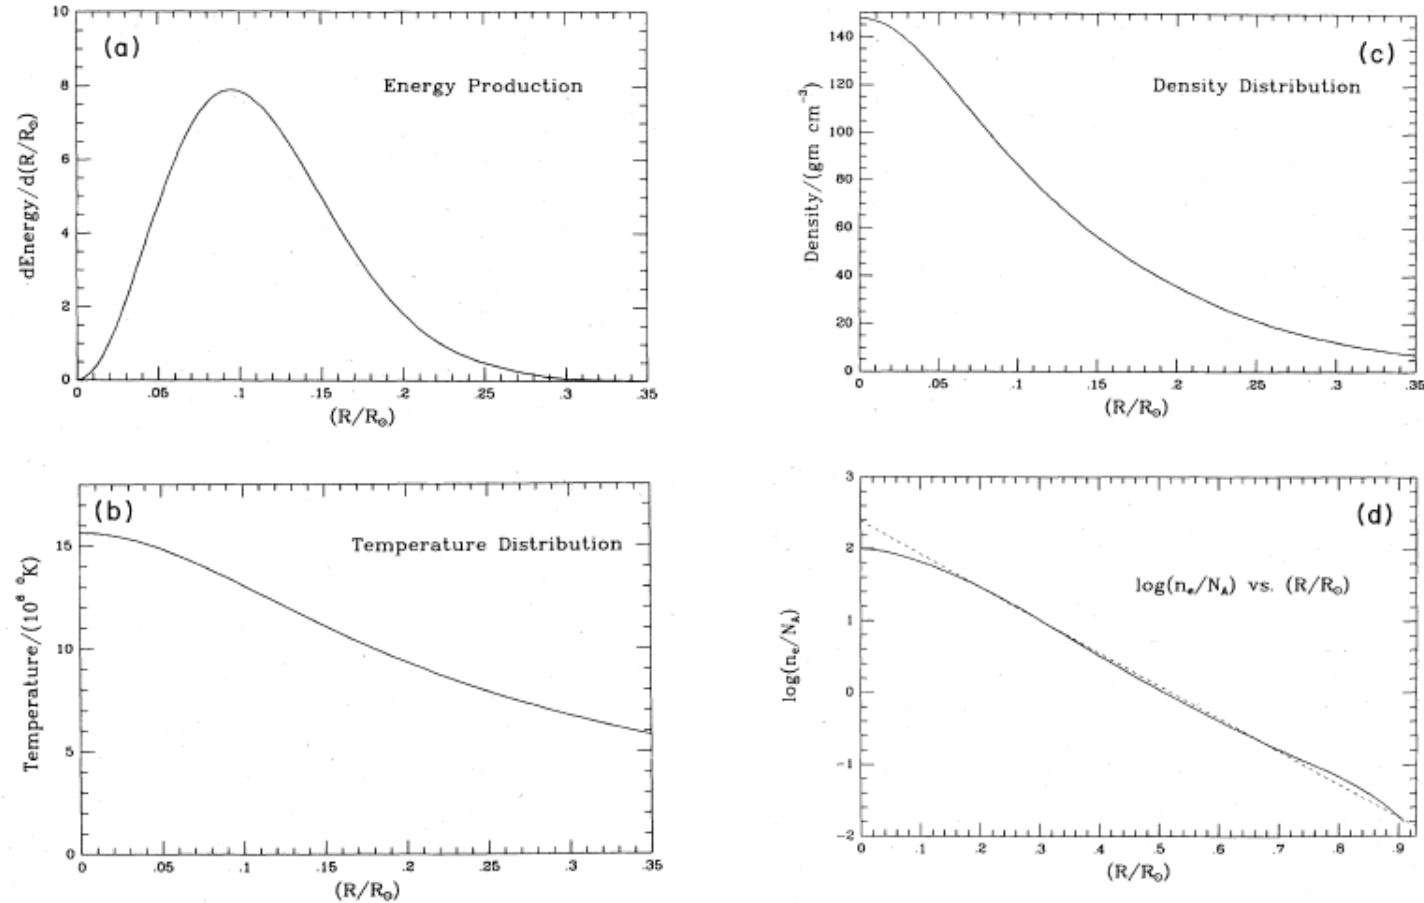 (a)
Energy Production
dEnergy/d(R/R⊙)
10
8
6
4
2
0
0 .05 .1 .15 .2 .25 .3 .35
(R/R⊙)
(c)
Density Distribution
Density/(gm cm⁻³)
140
120
100
80
60
40
20
0
0 .05 .1 .15 .2 .25 .3 .35
(R/R⊙)
(b)
Temperature Distribution
Temperature/(10⁶ °K)
15
10
5
0
0 .05 .1 .15 .2 .25 .3 .35
(R/R⊙)
(d)
log(nₑ/N_A) vs. (R/R⊙)
log(nₑ/N_A)
3
2
1
0
−1
−2
0 .1 .2 .3 .4 .5 .6 .7 .8 .9
(R/R⊙)